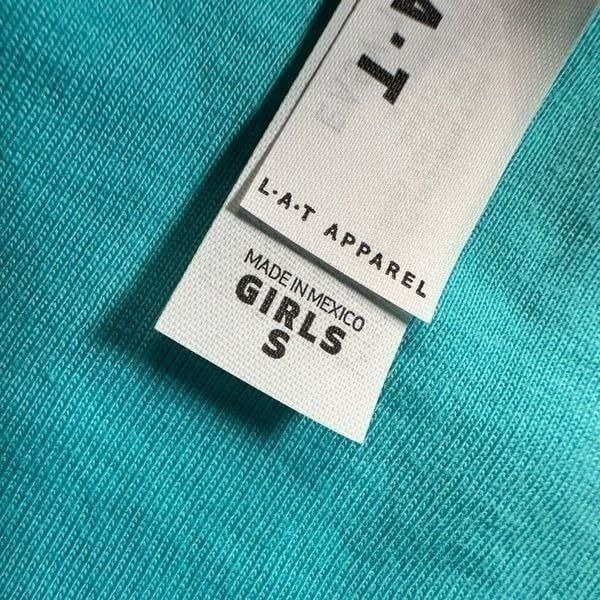 A·T
L·A·T APPAREL
MADE IN MEXICO
GIRLS
S